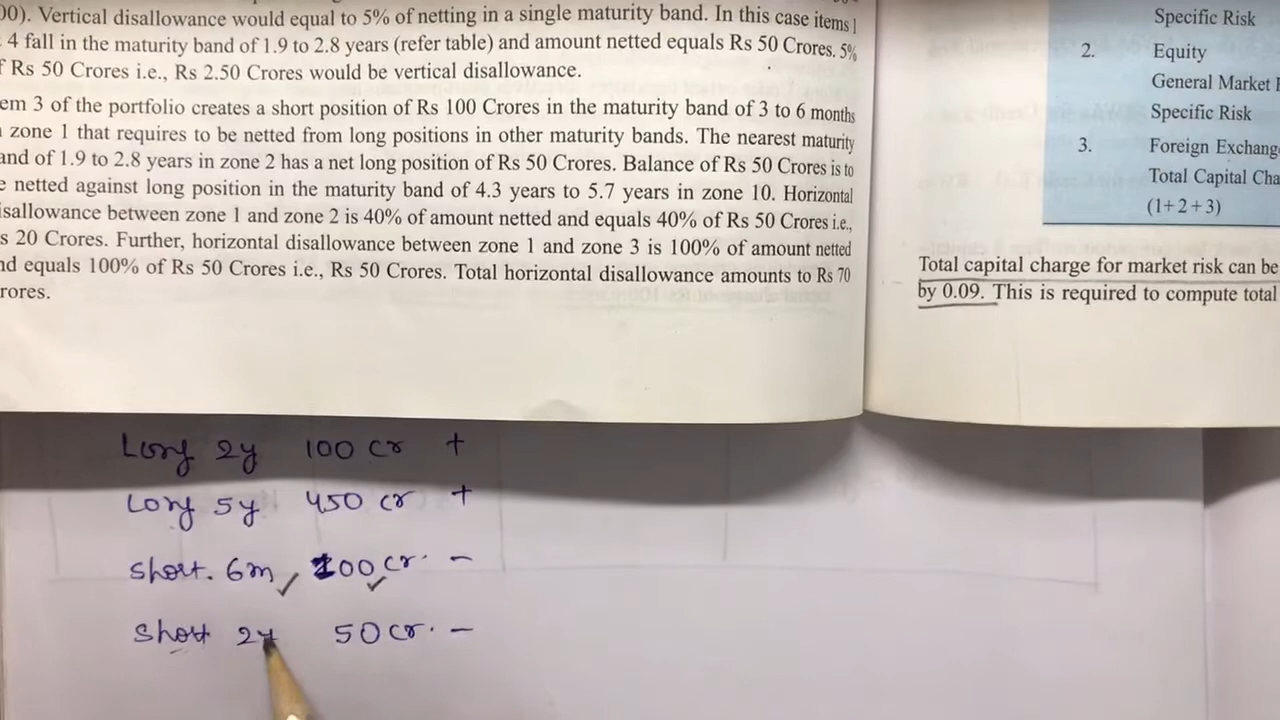 00). Vertical disallowance would equal to 5% of netting in a single maturity band. In this case items 1
4 fall in the maturity band of 1.9 to 2.8 years (refer table) and amount netted equals Rs 50 Crores. 5%
f Rs 50 Crores i.e., Rs 2.50 Crores would be vertical disallowance.
em 3 of the portfolio creates a short position of Rs 100 Crores in the maturity band of 3 to 6 months
zone 1 that requires to be netted from long positions in other maturity bands. The nearest maturity
and of 1.9 to 2.8 years in zone 2 has a net long position of Rs 50 Crores. Balance of Rs 50 Crores is to
e netted against long position in the maturity band of 4.3 years to 5.7 years in zone 10. Horizontal
isallowance between zone 1 and zone 2 is 40% of amount netted and equals 40% of Rs 50 Crores i.e.,
s 20 Crores. Further, horizontal disallowance between zone 1 and zone 3 is 100% of amount netted
nd equals 100% of Rs 50 Crores i.e., Rs 50 Crores. Total horizontal disallowance amounts to Rs 70
rores.
Specific Risk
2. Equity
General Market
Specific Risk
3. Foreign Exchang
Total Capital Cha
(1+2+3)
Total capital charge for market risk can be
by 0.09. This is required to compute total
Long 2y 100 cr +
Long 5y 450 cr +
Short. 6m 100 cr. -
Short 2y 50 cr. -